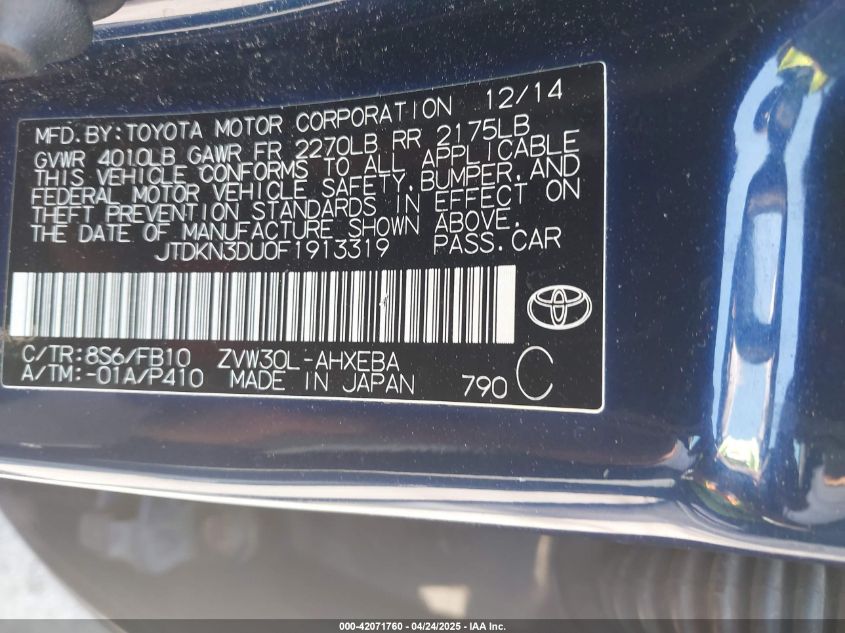 MFD. BY: TOYOTA MOTOR CORPORATION 12/14
GVWR 4010LB GAWR FR 2270LB RR 2175LB
THIS VEHICLE CONFORMS TO ALL APPLICABLE
FEDERAL MOTOR VEHICLE SAFETY, BUMPER, AND
THEFT PREVENTION STANDARDS IN EFFECT ON
THE DATE OF MANUFACTURE SHOWN ABOVE.
JTDKN3DU0F1913319 PASS. CAR
C/TR: 8S6/FB10 ZVW30L-AHXEBA
A/TM: -01A/P410 MADE IN JAPAN 790 C
000-42071760 - 04/24/2025 - IAA Inc.